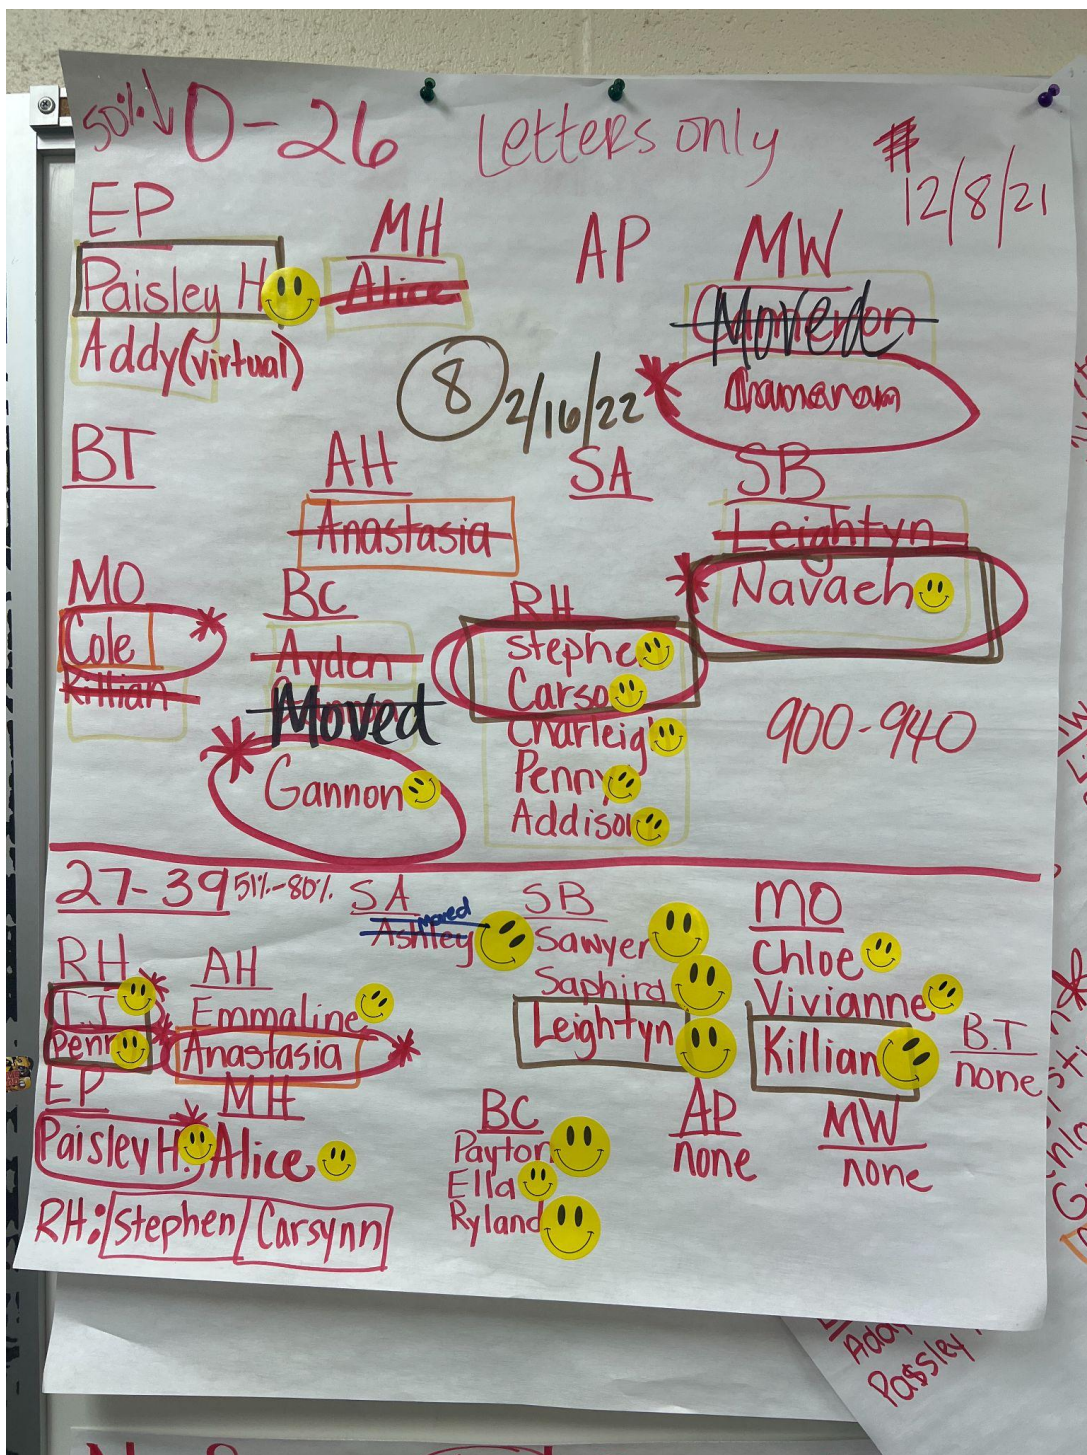 50%↓ 0-26 Letters only #
12/8/21
EP MH AP MW
Paisley H. Alice
Moved
Addy (virtual)
8 2/16/22
BT AH SA SB
Anastasia Leightyn
Navaeh
MO BC RH
Cole Ayden Stephe
Killian Moved Carso
Charleig
Gannon Penny
Addison
900-940
27-39 51%-80% SA SB MO
Ashley moved Sawyer Chloe
RH AH Saphira Vivianne
Emmaline Leightyn Killian B.T
Penn Anastasia none
EP MH BC AP MW
Paisley H. Alice Payton none none
Ella
Ryland
RH: Stephen/Carsynn